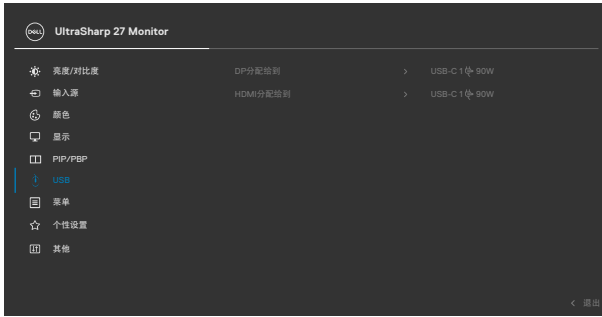 DELL
UltraSharp 27 Monitor
亮度/对比度
DP分配给到 > USB-C 1 90W
输入源
HDMI分配给到 > USB-C 1 90W
颜色
显示
PIP/PBP
USB
菜单
个性设置
其他
< 退出